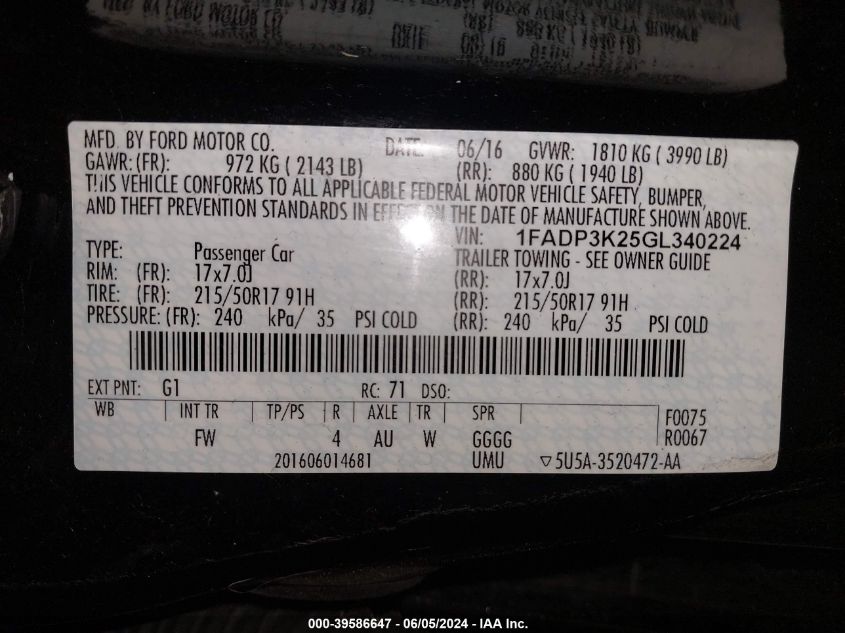 MFD. BY FORD MOTOR CO. DATE: 06/16 GVWR: 1810 KG ( 3990 LB)
GAWR: (FR): 972 KG ( 2143 LB) (RR): 880 KG ( 1940 LB)
THIS VEHICLE CONFORMS TO ALL APPLICABLE FEDERAL MOTOR VEHICLE SAFETY, BUMPER,
AND THEFT PREVENTION STANDARDS IN EFFECT ON THE DATE OF MANUFACTURE SHOWN ABOVE.
VIN: 1FADP3K25GL340224
TYPE: Passenger Car TRAILER TOWING - SEE OWNER GUIDE
RIM: (FR): 17x7.0J (RR): 17x7.0J
TIRE: (FR): 215/50R17 91H (RR): 215/50R17 91H
PRESSURE: (FR): 240 kPa/ 35 PSI COLD (RR): 240 kPa/ 35 PSI COLD
EXT PNT: G1 RC: 71 DSO:
WB INT TR TP/PS R AXLE TR SPR F0075
FW 4 AU W GGGG R0067
201606014681 UMU ▽5U5A-3520472-AA
000-39586647 - 06/05/2024 - IAA Inc.